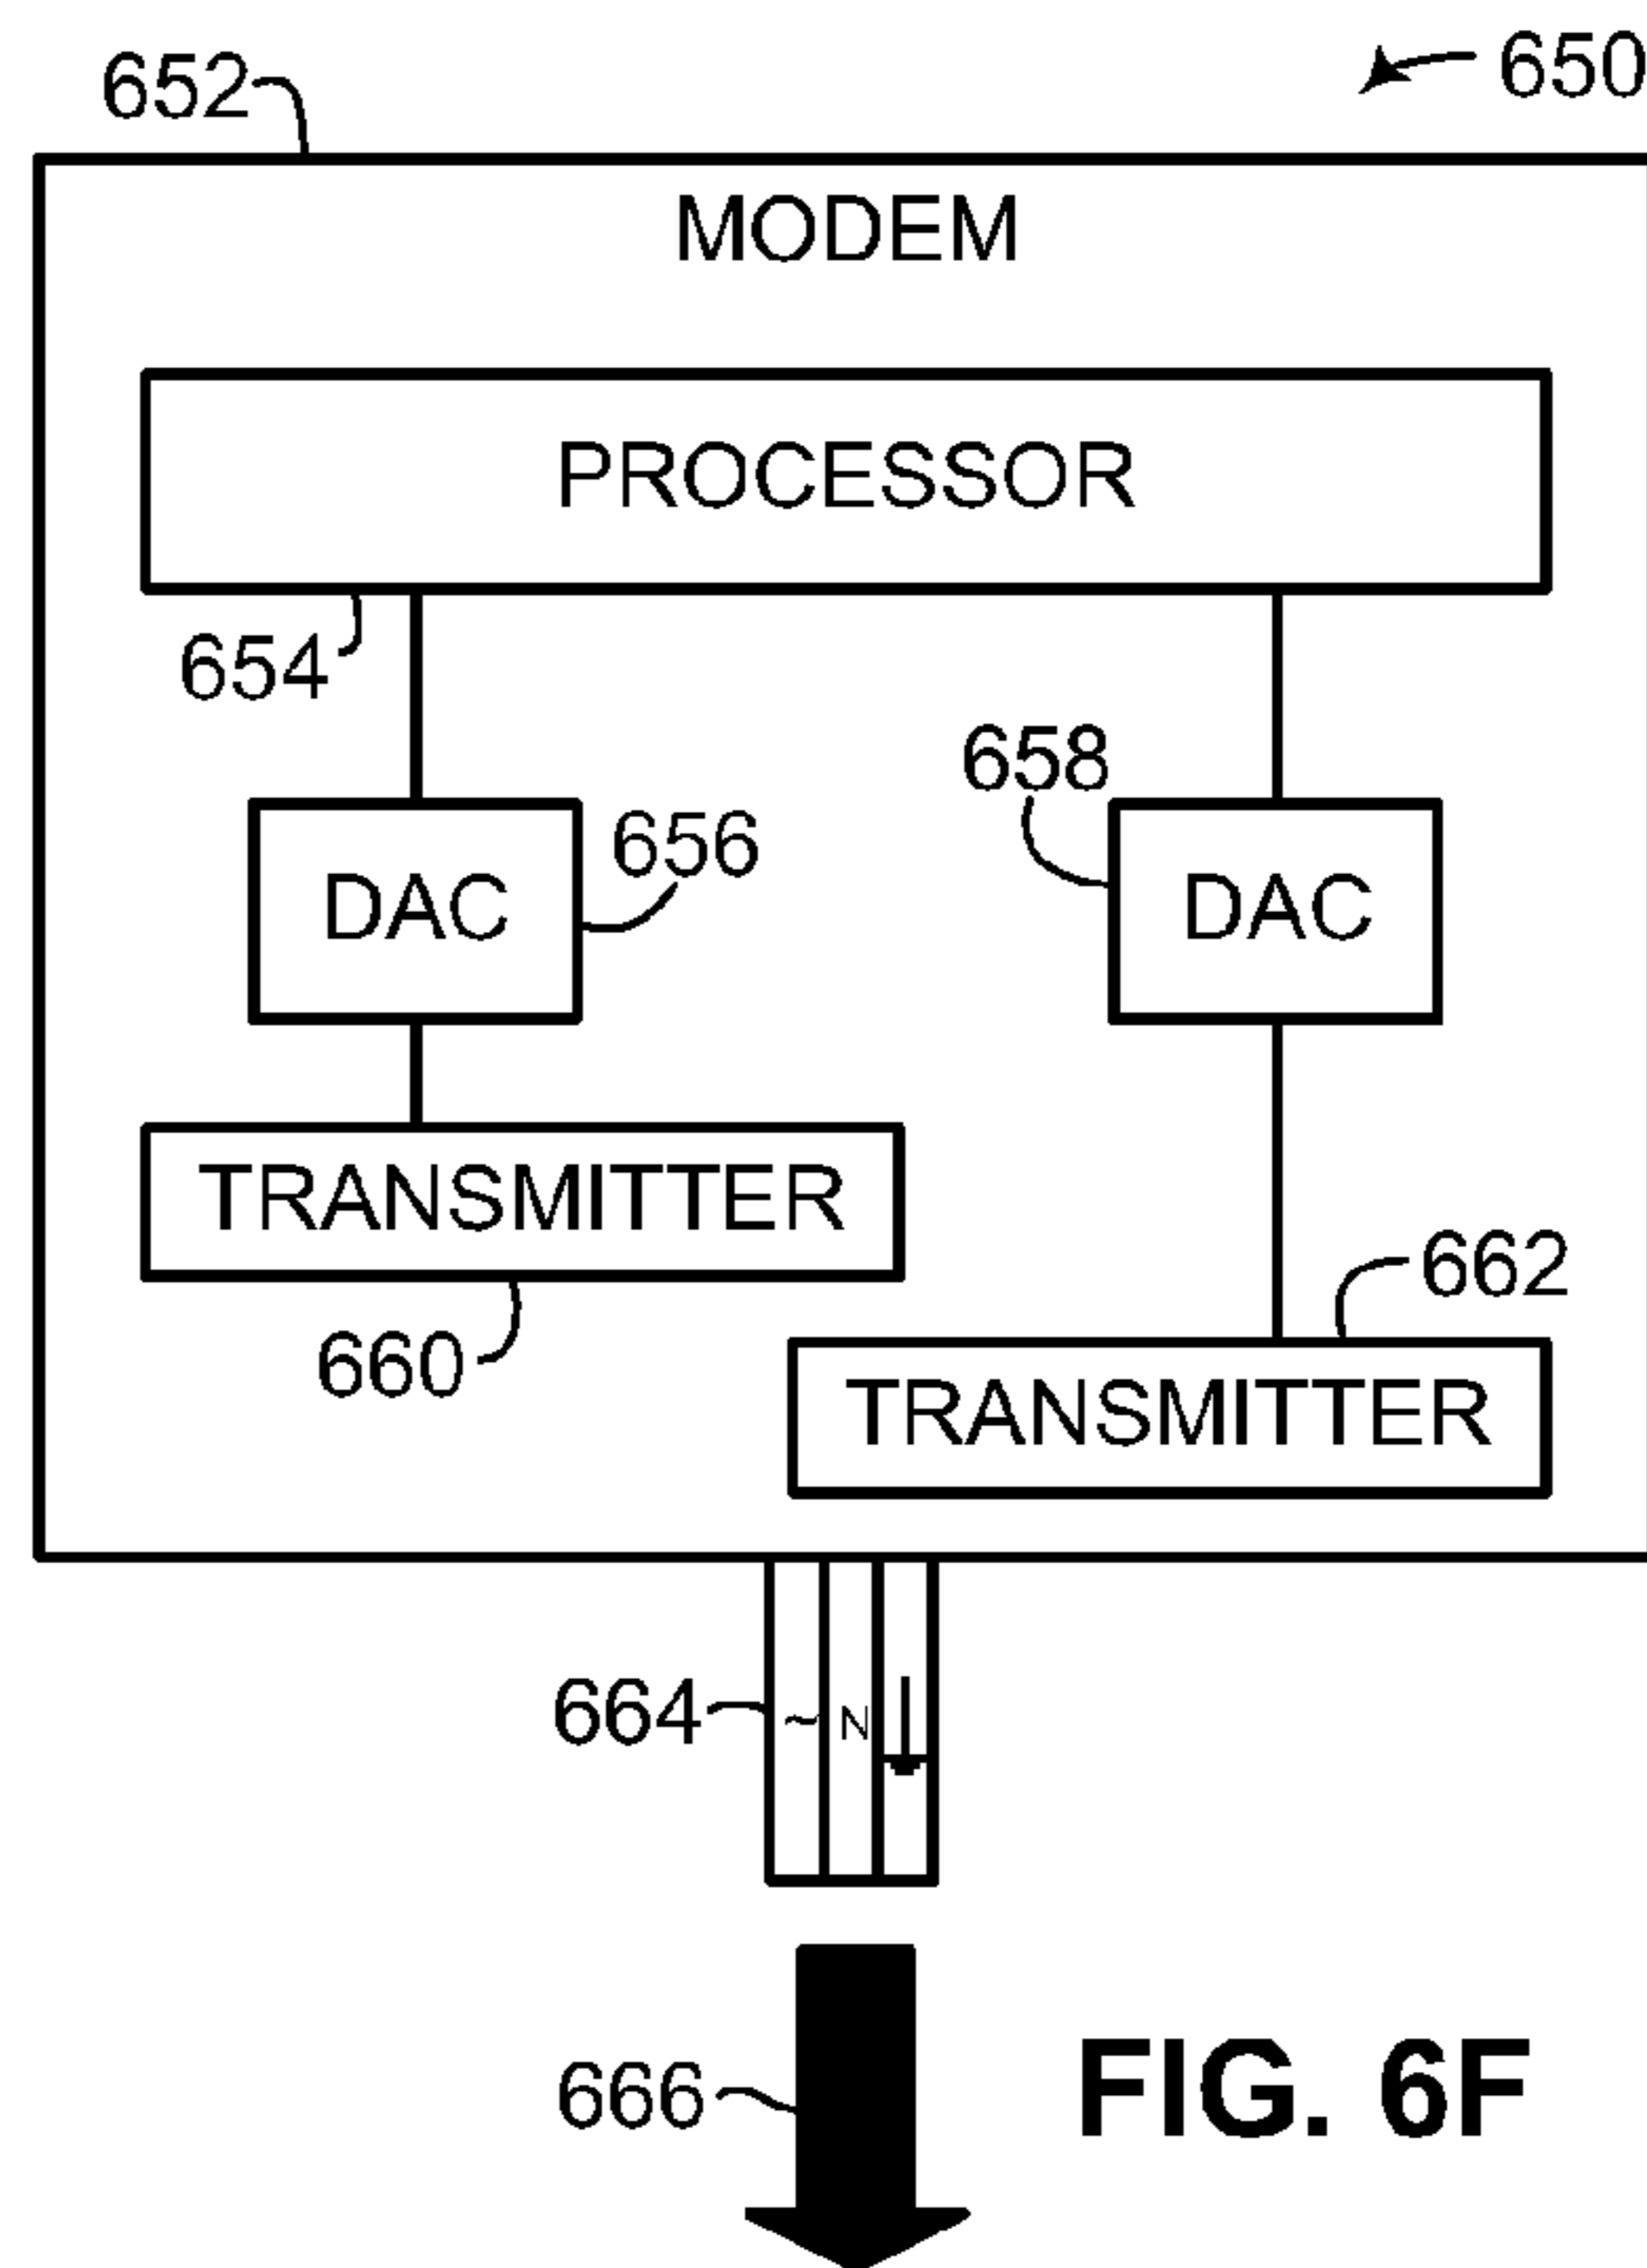 652
650
MODEM
PROCESSOR
654
658
656
DAC
DAC
TRANSMITTER
662
660
TRANSMITTER
664
~ N
666
FIG. 6F